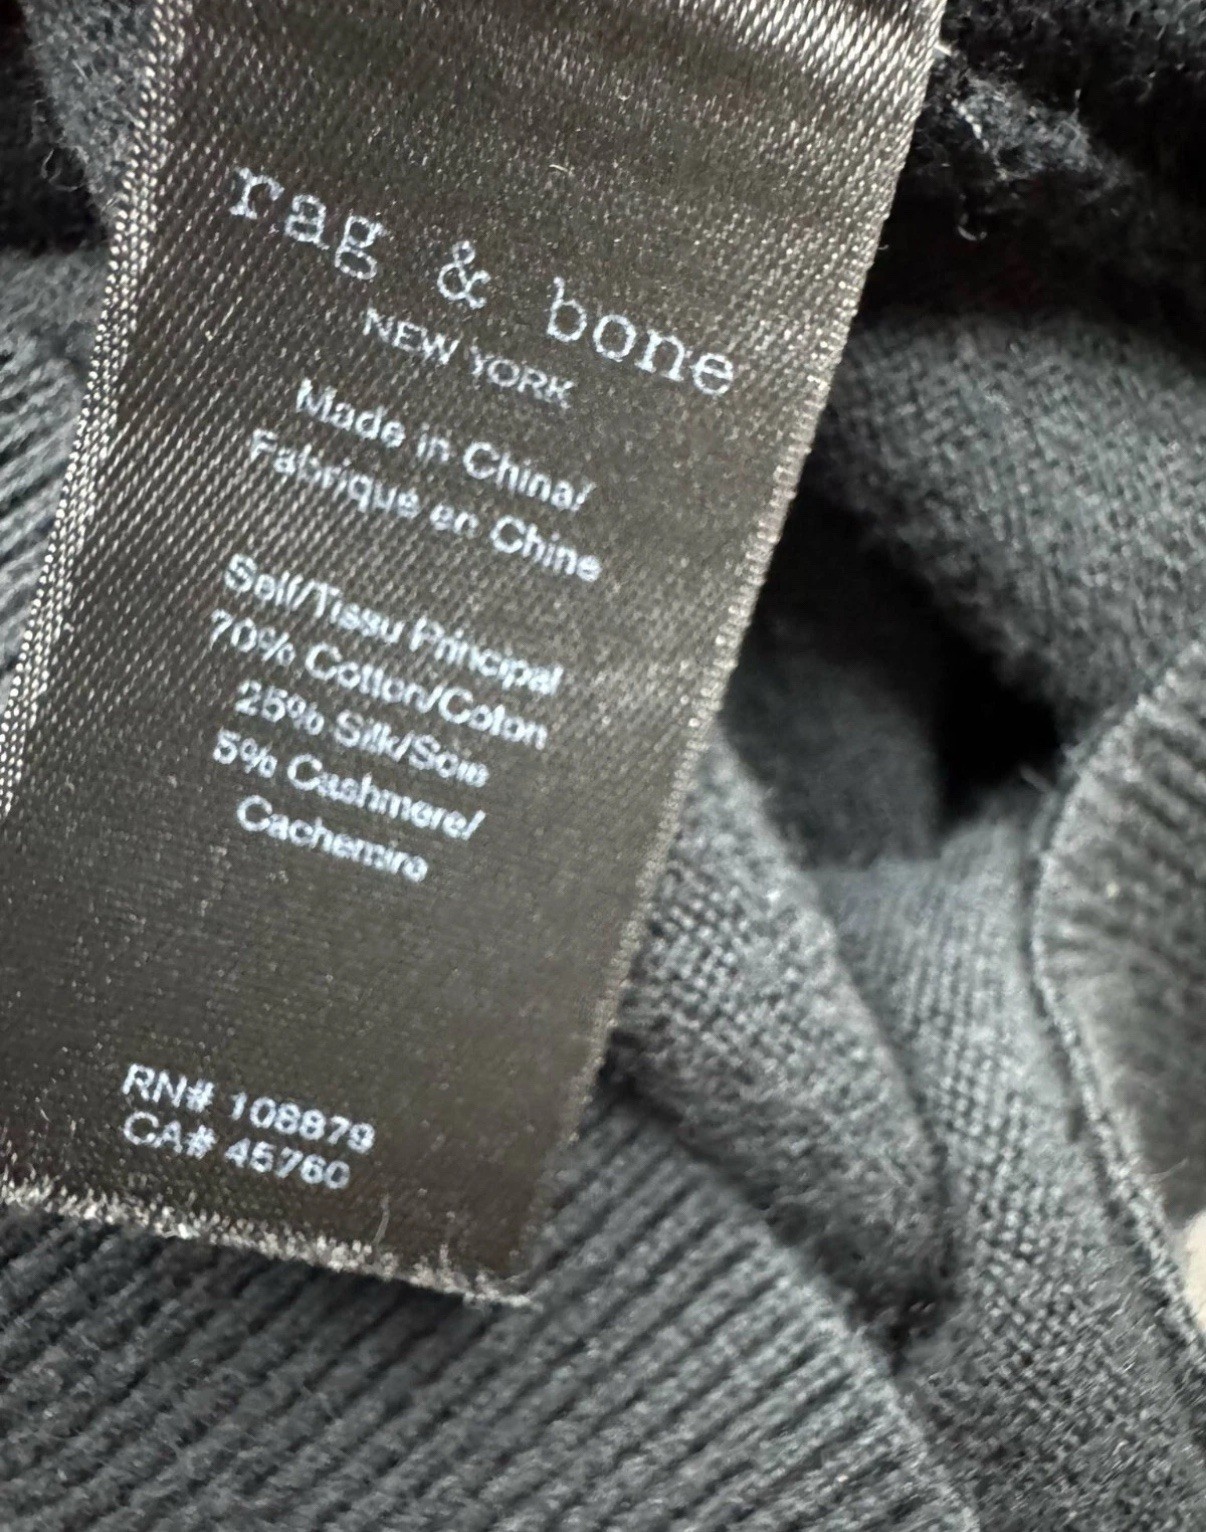 rag & bone
NEW YORK
Made in China/
Fabriqué en Chine
Self/Tissu Principal
70% Cotton/Coton
25% Silk/Soie
5% Cashmere/
Cachemire
RN# 108879
CA# 45760